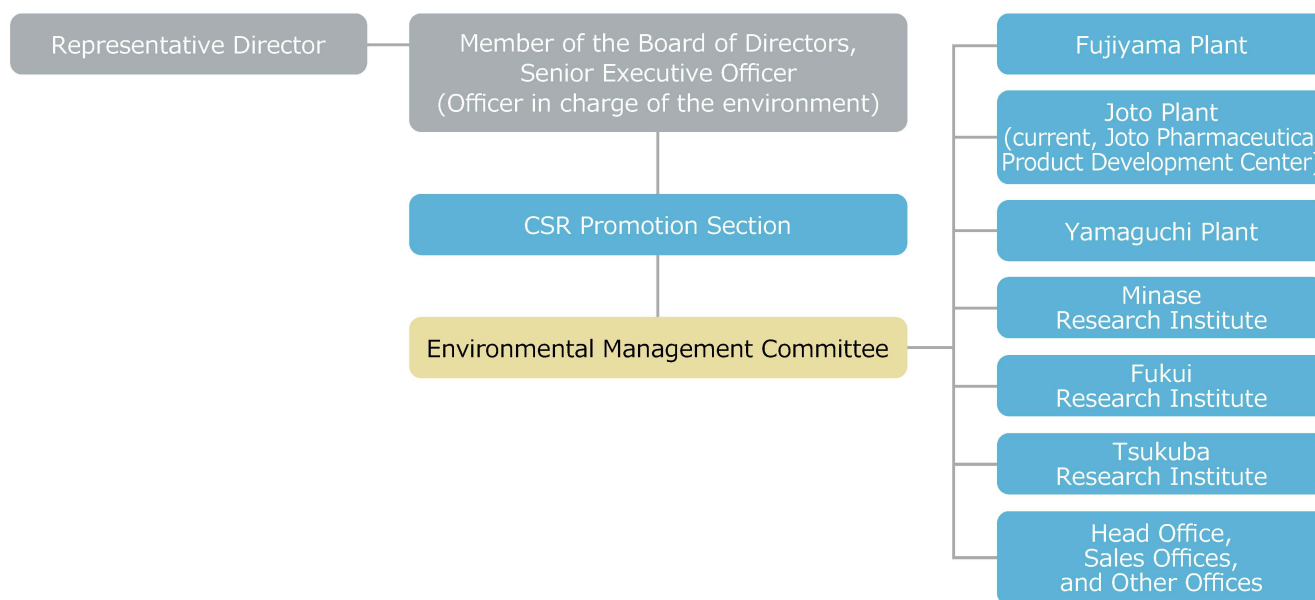 Representative Director
Member of the Board of Directors,
Senior Executive Officer
(Officer in charge of the environment)
CSR Promotion Section
Environmental Management Committee
Fujiyama Plant
Joto Plant
(current, Joto Pharmaceutica
Product Development Center)
Yamaguchi Plant
Minase
Research Institute
Fukui
Research Institute
Tsukuba
Research Institute
Head Office,
Sales Offices,
and Other Offices